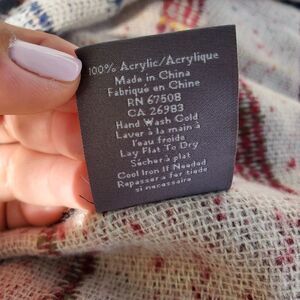 100% Acrylic/Acrylique
Made in China
Fabriqué en Chine
RN 67508
CA 26983
Hand Wash Cold
Laver à la main à
l'eau froide
Lay Flat To Dry
Sécher à plat
Cool Iron If Needed
Repasser à fer tiède
si nécessaire